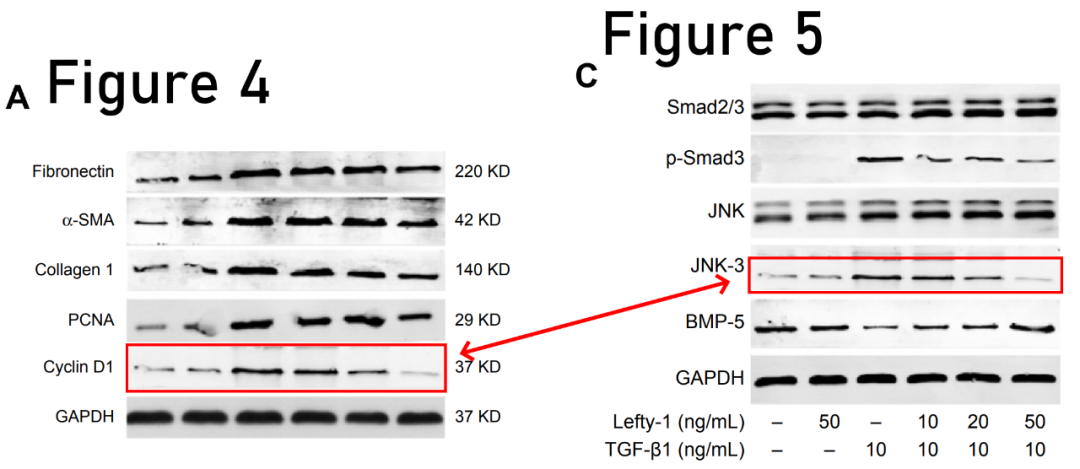 Figure 4
A
Fibronectin 220 KD
α-SMA 42 KD
Collagen 1 140 KD
PCNA 29 KD
Cyclin D1 37 KD
GAPDH 37 KD
Figure 5
C
Smad2/3
p-Smad3
JNK
JNK-3
BMP-5
GAPDH
Lefty-1 (ng/mL) – 50 – 10 20 50
TGF-β1 (ng/mL) – – 10 10 10 10